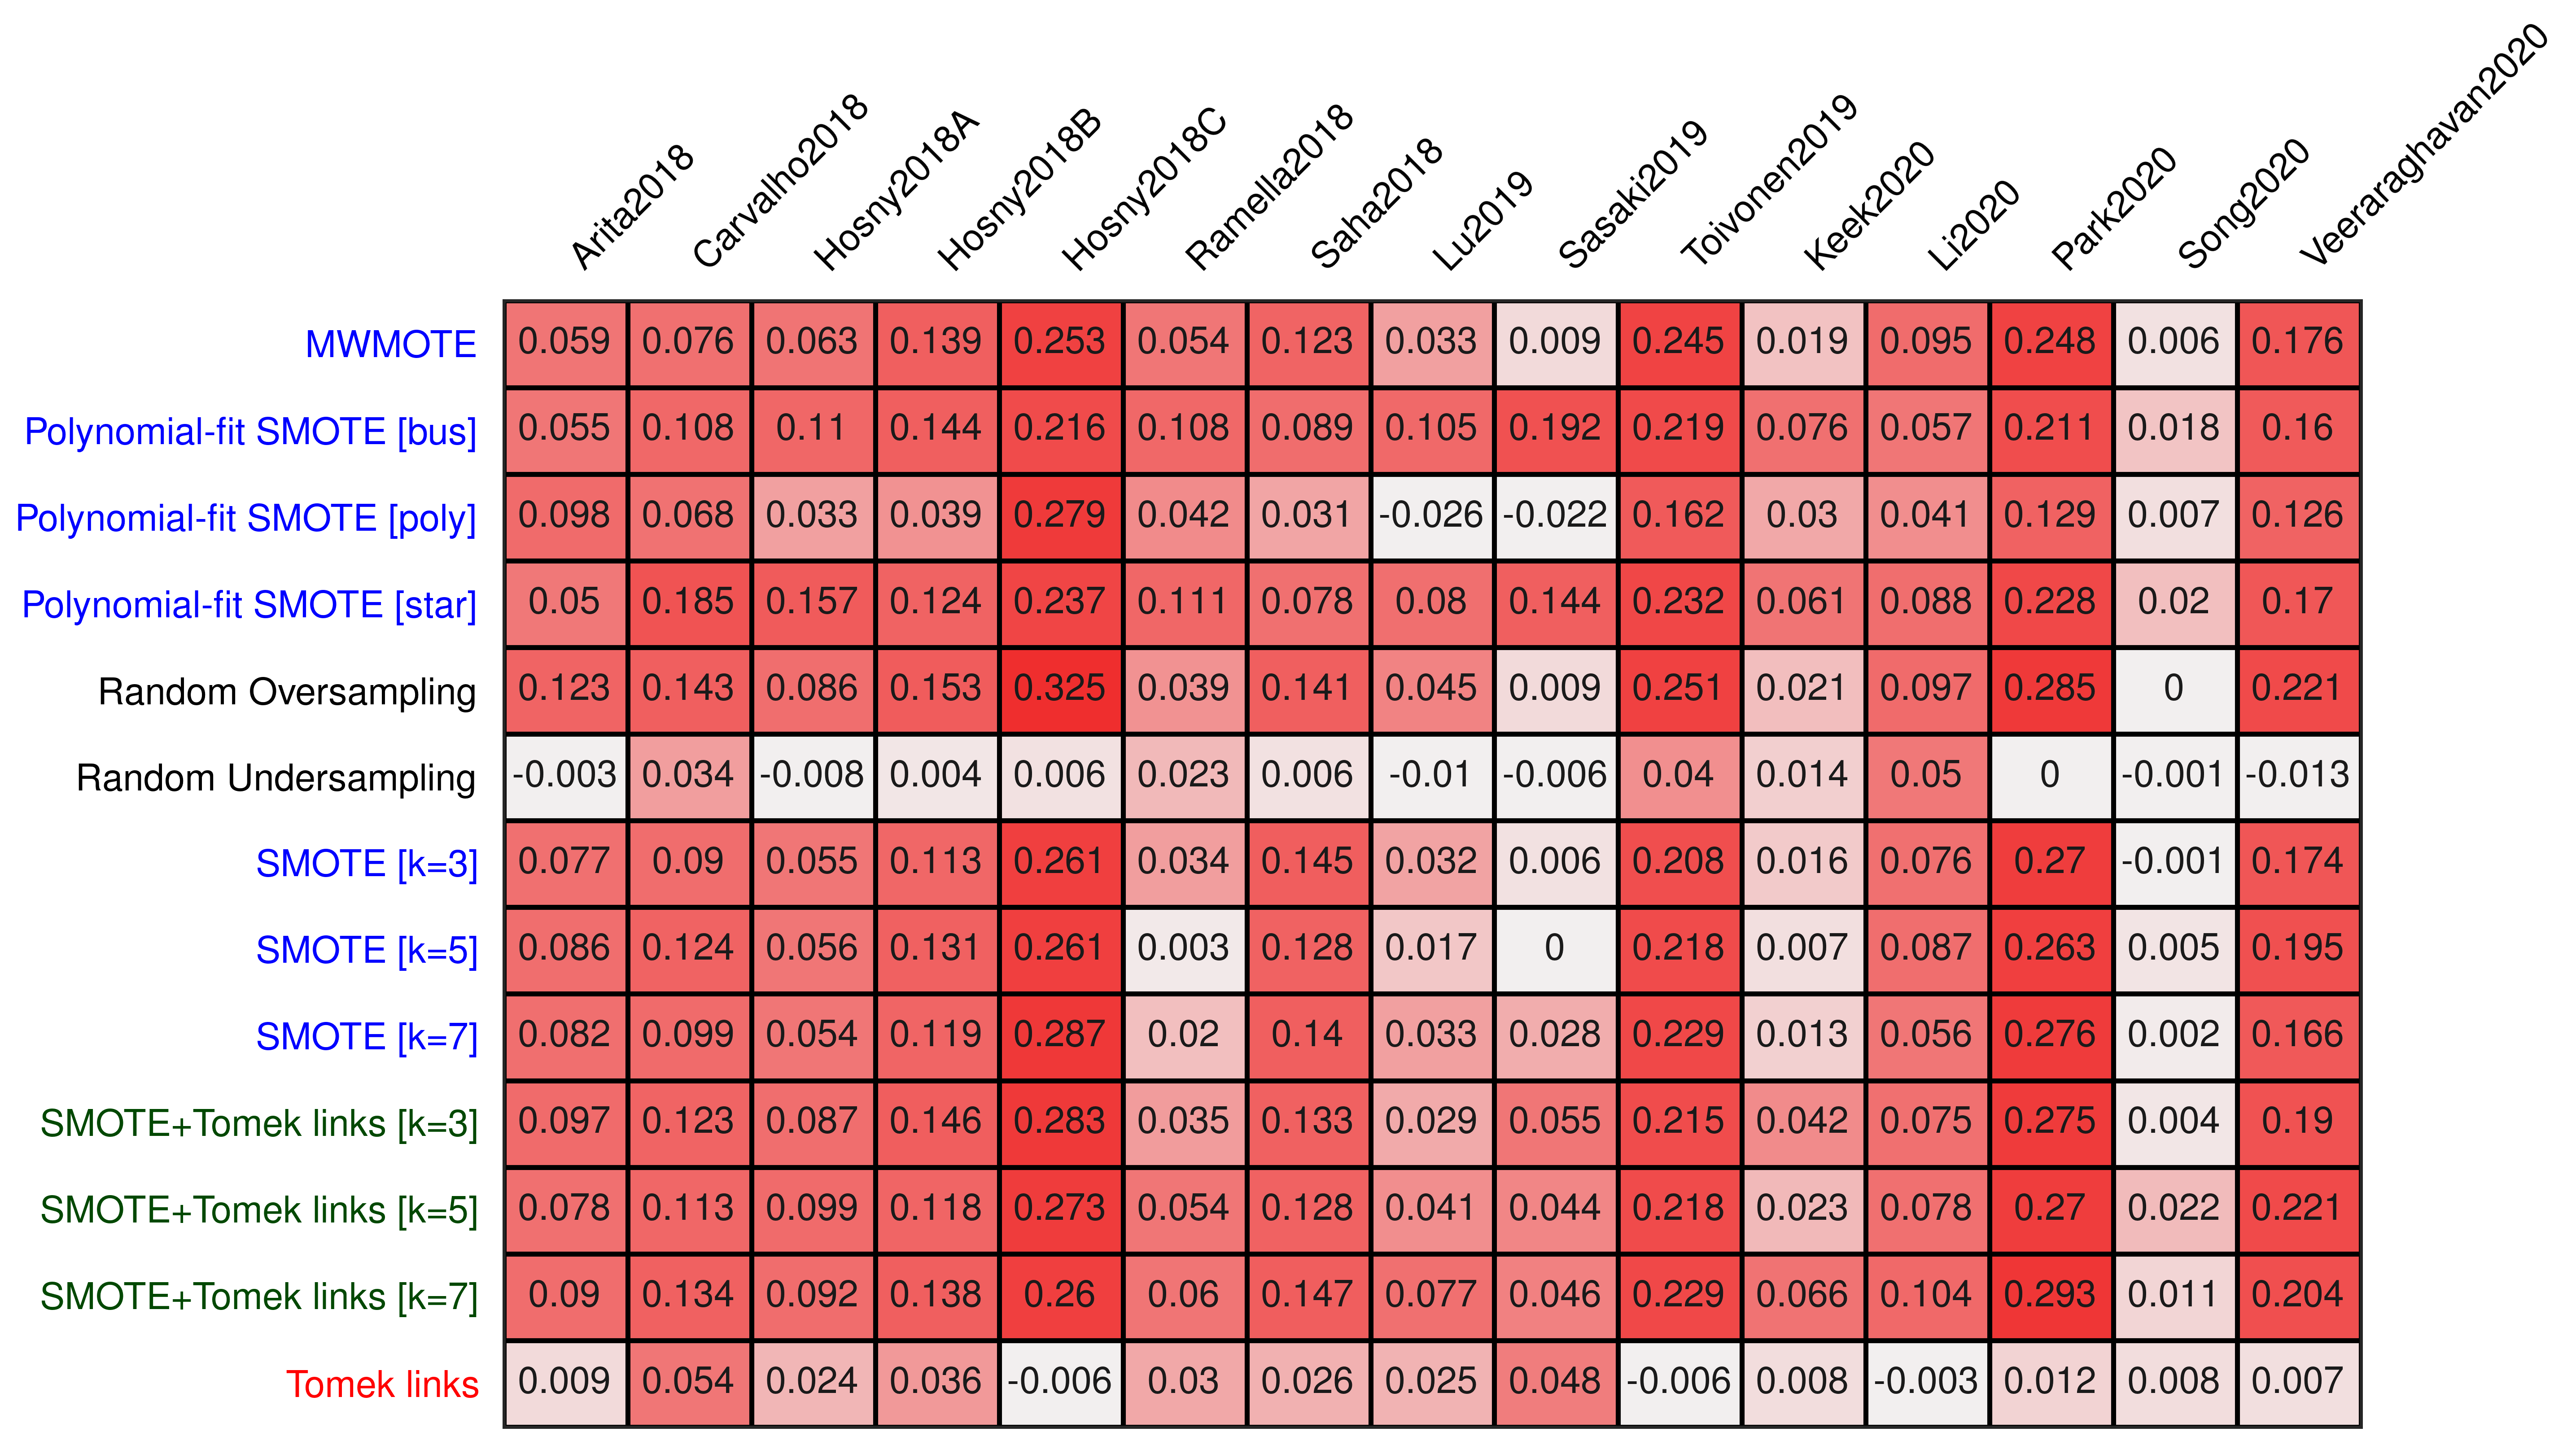 Arita2018 Carvalho2018 Hosny2018A Hosny2018B Hosny2018C Ramella2018 Saha2018 Lu2019 Sasaki2019 Toivonen2019 Keek2020 Li2020 Park2020 Song2020 Veeraraghavan2020
MWMOTE 0.059 0.076 0.063 0.139 0.253 0.054 0.123 0.033 0.009 0.245 0.019 0.095 0.248 0.006 0.176
Polynomial-fit SMOTE [bus] 0.055 0.108 0.11 0.144 0.216 0.108 0.089 0.105 0.192 0.219 0.076 0.057 0.211 0.018 0.16
Polynomial-fit SMOTE [poly] 0.098 0.068 0.033 0.039 0.279 0.042 0.031 -0.026 -0.022 0.162 0.03 0.041 0.129 0.007 0.126
Polynomial-fit SMOTE [star] 0.05 0.185 0.157 0.124 0.237 0.111 0.078 0.08 0.144 0.232 0.061 0.088 0.228 0.02 0.17
Random Oversampling 0.123 0.143 0.086 0.153 0.325 0.039 0.141 0.045 0.009 0.251 0.021 0.097 0.285 0 0.221
Random Undersampling -0.003 0.034 -0.008 0.004 0.006 0.023 0.006 -0.01 -0.006 0.04 0.014 0.05 0 -0.001 -0.013
SMOTE [k=3] 0.077 0.09 0.055 0.113 0.261 0.034 0.145 0.032 0.006 0.208 0.016 0.076 0.27 -0.001 0.174
SMOTE [k=5] 0.086 0.124 0.056 0.131 0.261 0.003 0.128 0.017 0 0.218 0.007 0.087 0.263 0.005 0.195
SMOTE [k=7] 0.082 0.099 0.054 0.119 0.287 0.02 0.14 0.033 0.028 0.229 0.013 0.056 0.276 0.002 0.166
SMOTE+Tomek links [k=3] 0.097 0.123 0.087 0.146 0.283 0.035 0.133 0.029 0.055 0.215 0.042 0.075 0.275 0.004 0.19
SMOTE+Tomek links [k=5] 0.078 0.113 0.099 0.118 0.273 0.054 0.128 0.041 0.044 0.218 0.023 0.078 0.27 0.022 0.221
SMOTE+Tomek links [k=7] 0.09 0.134 0.092 0.138 0.26 0.06 0.147 0.077 0.046 0.229 0.066 0.104 0.293 0.011 0.204
Tomek links 0.009 0.054 0.024 0.036 -0.006 0.03 0.026 0.025 0.048 -0.006 0.008 -0.003 0.012 0.008 0.007